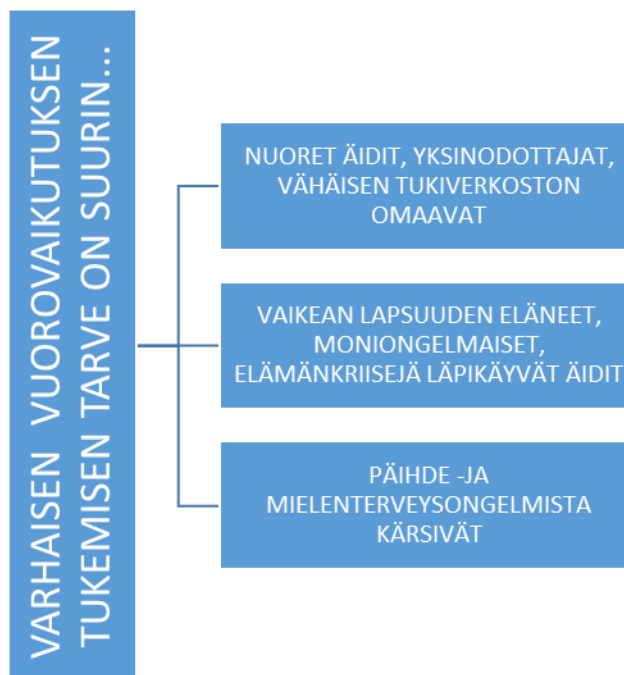 VARHAISEN VUOROVAIKUTUKSEN
TUKEMISEN TARVE ON SUURIN...
NUORET ÄIDIT, YKSINODOTTAJAT,
VÄHÄISEN TUKIVERKOSTON
OMAAVAT
VAIKEAN LAPSUUDEN ELÄNEET,
MONIONGELMAISET,
ELÄMÄNKRIISEJÄ LÄPIKÄYVÄT ÄIDIT
PÄIHDE -JA
MIELENTERVEYSONGELMISTA
KÄRSIVÄT